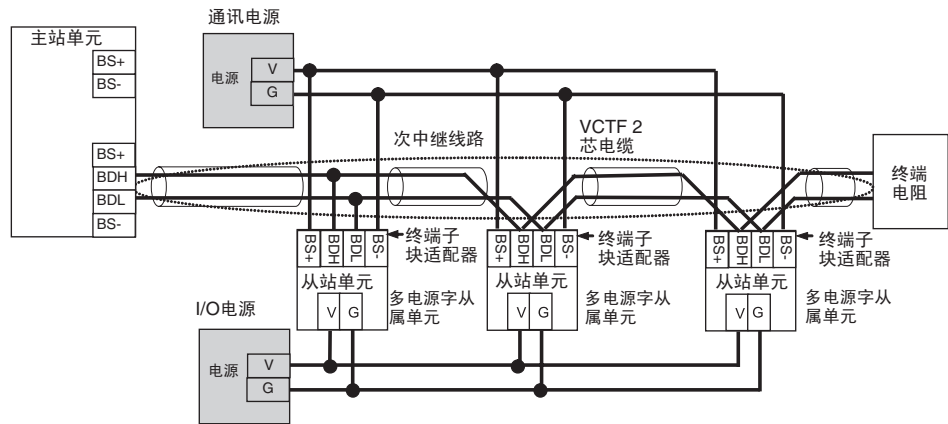 通讯电源
主站单元
BS+
BS-
电源
V
G
次中继线路
VCTF 2
芯电缆
BS+
BDH
BDL
BS-
终端
电阻
BS+
BDH
BDL
BS-
终端子
块适配器
BS+
BDH
BDL
BS-
终端子
块适配器
BS+
BDH
BDL
BS-
终端子
块适配器
从站单元
V
G
多电源字从
属单元
从站单元
V
G
多电源字从
属单元
从站单元
V
G
多电源字从
属单元
I/O电源
电源
V
G